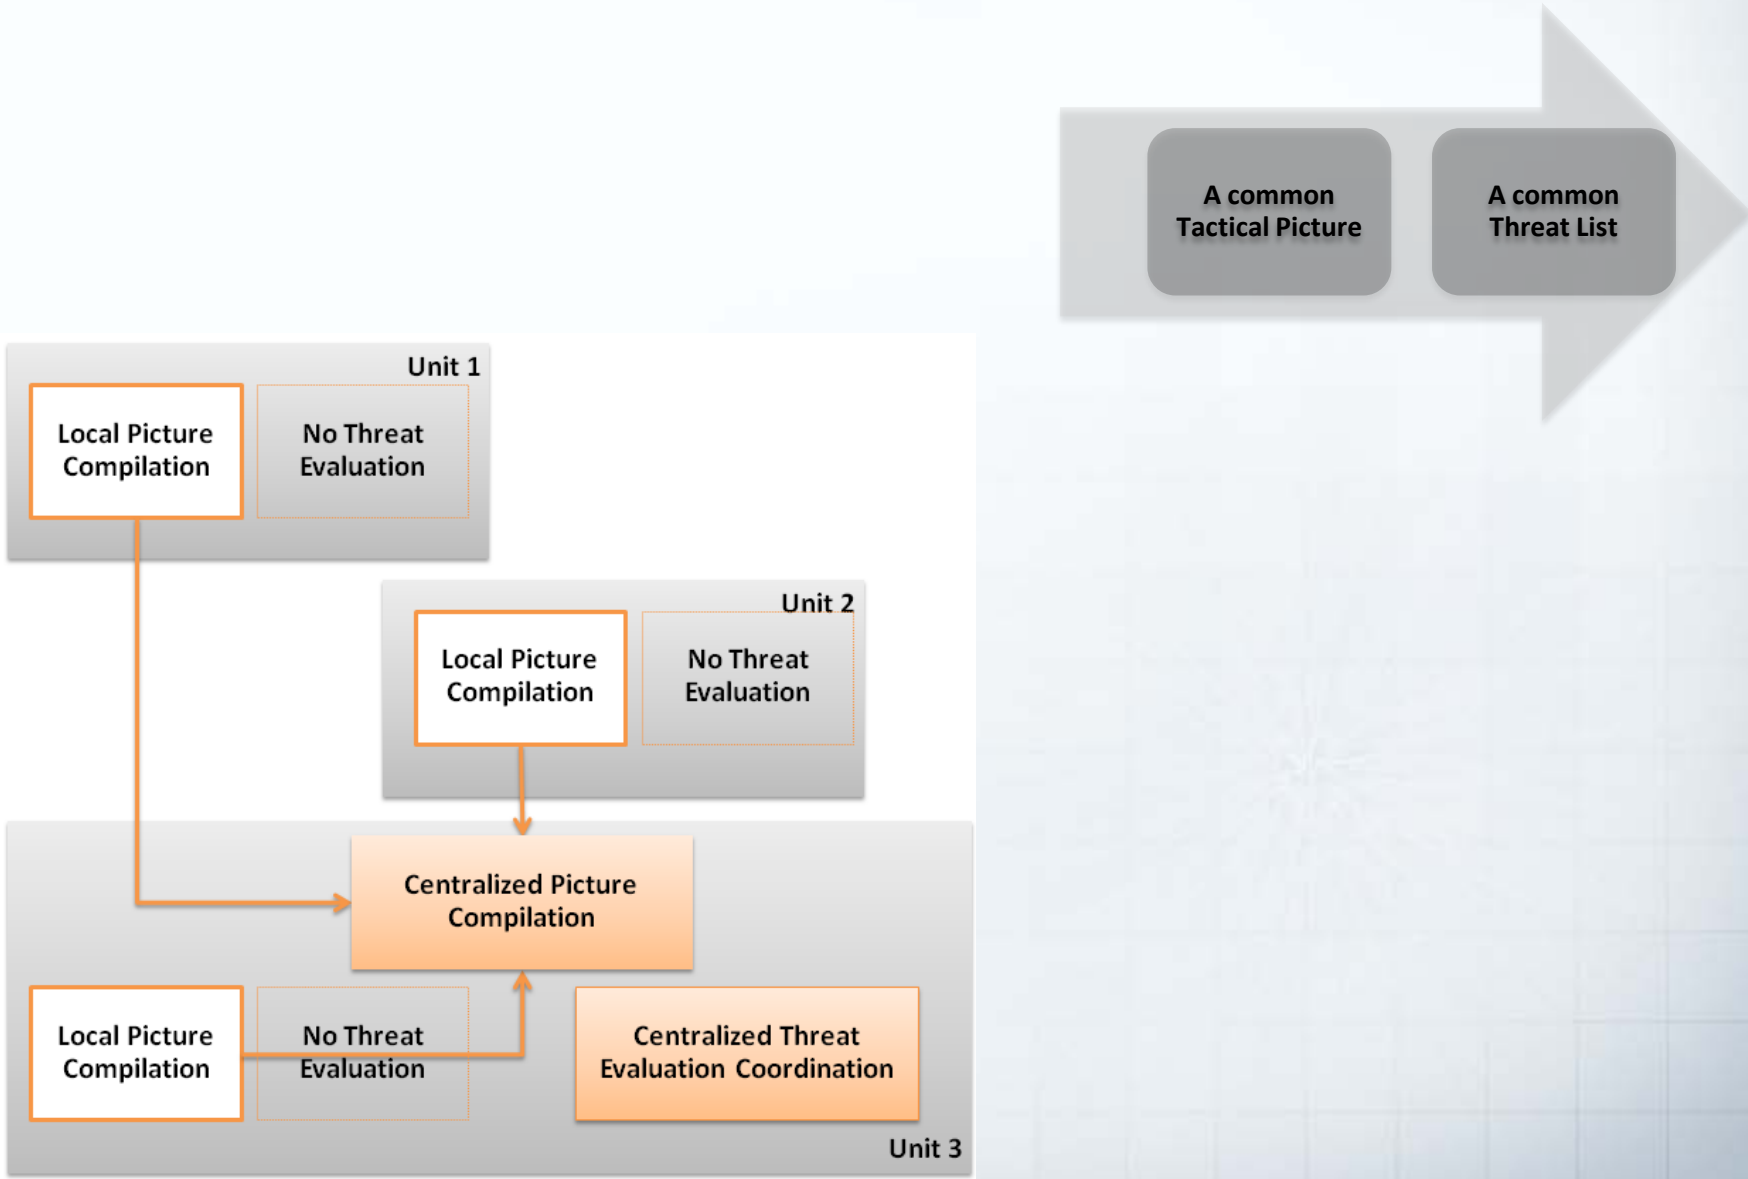 A common
Tactical Picture
A common
Threat List
Unit 1
Local Picture
Compilation
No Threat
Evaluation
Unit 2
Local Picture
Compilation
No Threat
Evaluation
Centralized Picture
Compilation
Local Picture
Compilation
No Threat
Evaluation
Centralized Threat
Evaluation Coordination
Unit 3